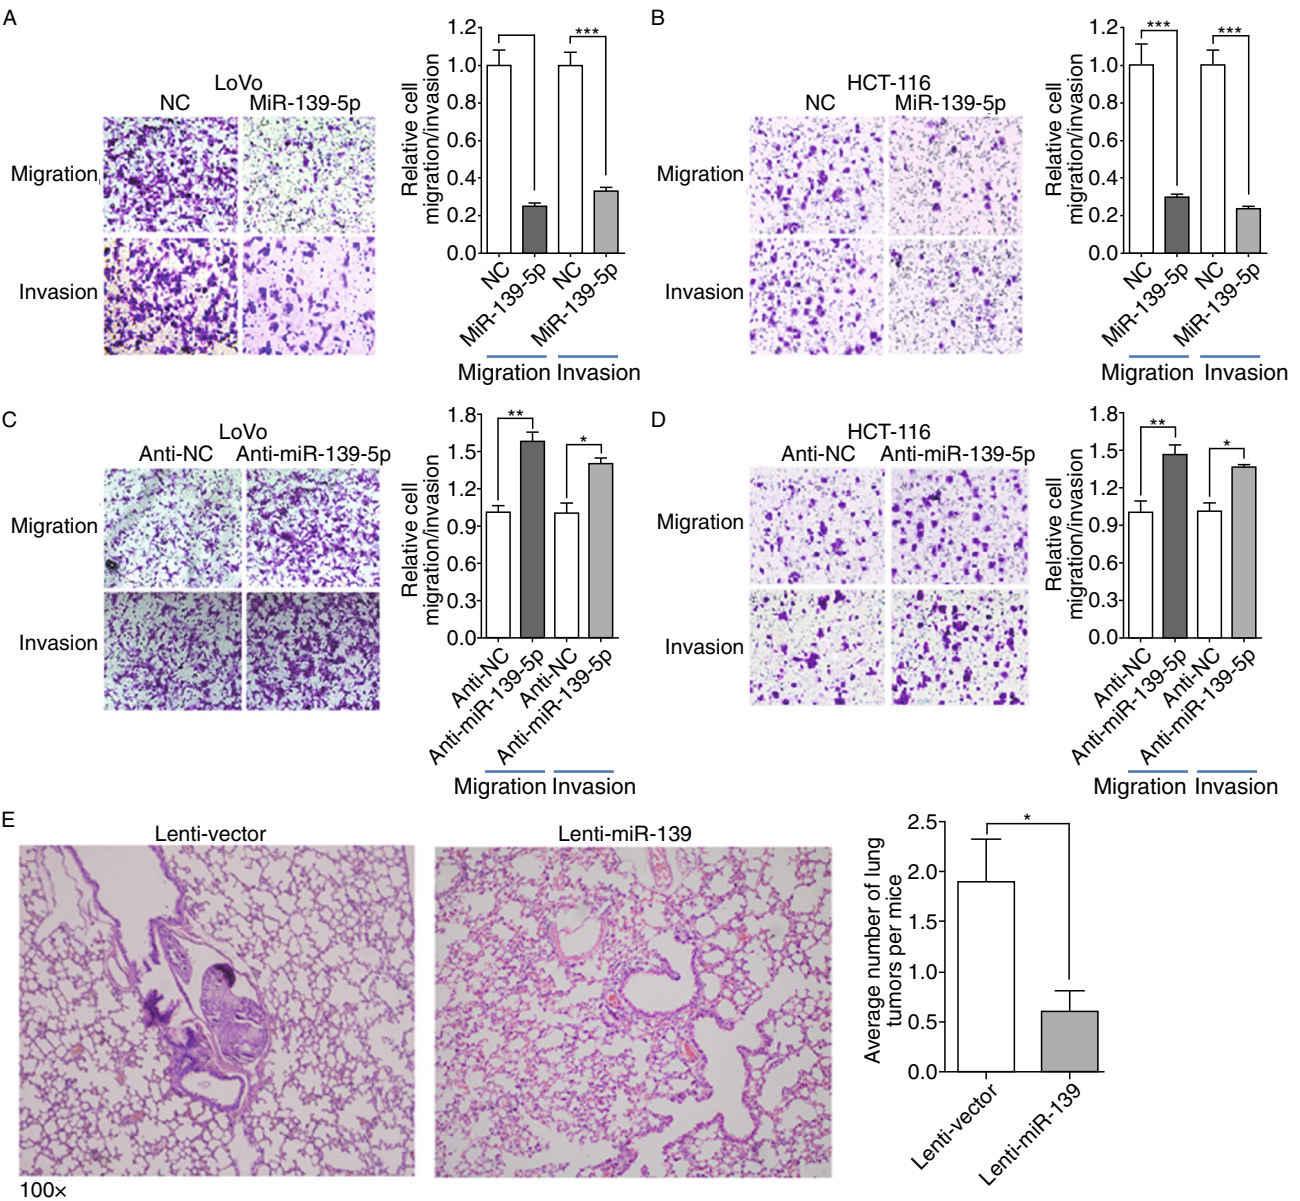 A
LoVo
NC MiR-139-5p
Migration
Invasion
Relative cell
migration/invasion
1.2
1.0
0.8
0.6
0.4
0.2
0.0
***
NC
MiR-139-5p
NC
MiR-139-5p
Migration Invasion
B
HCT-116
NC MiR-139-5p
Migration
Invasion
Relative cell
migration/invasion
1.2
1.0
0.8
0.6
0.4
0.2
0.0
***
***
NC
MiR-139-5p
NC
MiR-139-5p
Migration Invasion
C
LoVo
Anti-NC Anti-miR-139-5p
Migration
Invasion
Relative cell
migration/invasion
1.8
1.5
1.2
0.9
0.6
0.3
0.0
**
*
Anti-NC
Anti-miR-139-5p
Anti-NC
Anti-miR-139-5p
Migration Invasion
D
HCT-116
Anti-NC Anti-miR-139-5p
Migration
Invasion
Relative cell
migration/invasion
1.8
1.5
1.2
0.9
0.6
0.3
0.0
**
*
Anti-NC
Anti-miR-139-5p
Anti-NC
Anti-miR-139-5p
Migration Invasion
E
Lenti-vector
Lenti-miR-139
100×
Average number of lung
tumors per mice
2.5
2.0
1.5
1.0
0.5
0.0
*
Lenti-vector
Lenti-miR-139